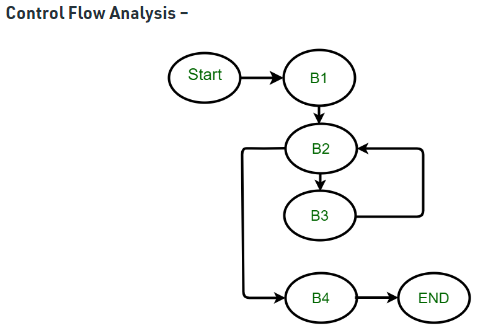 Control Flow Analysis –
Start
B1
B2
B3
B4
END